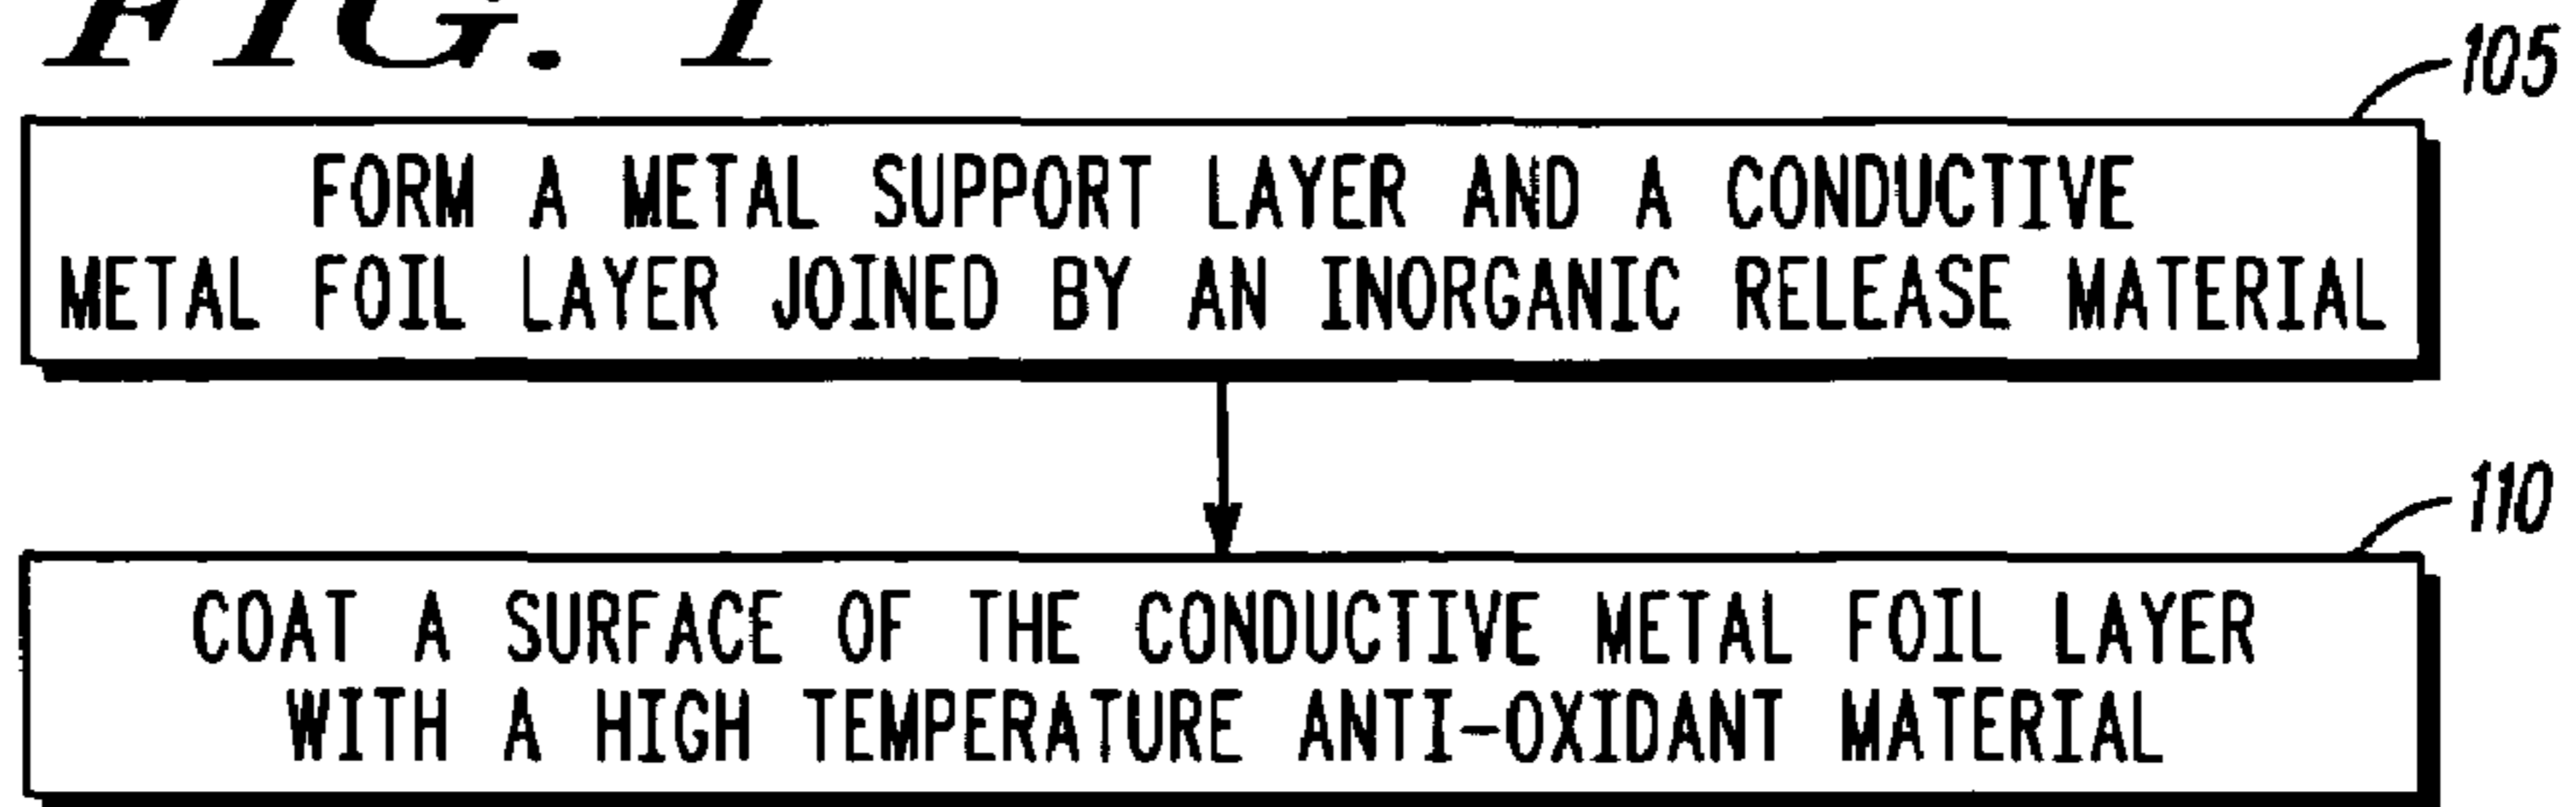 FIG. 1
105
FORM A METAL SUPPORT LAYER AND A CONDUCTIVE
METAL FOIL LAYER JOINED BY AN INORGANIC RELEASE MATERIAL
110
COAT A SURFACE OF THE CONDUCTIVE METAL FOIL LAYER
WITH A HIGH TEMPERATURE ANTI-OXIDANT MATERIAL